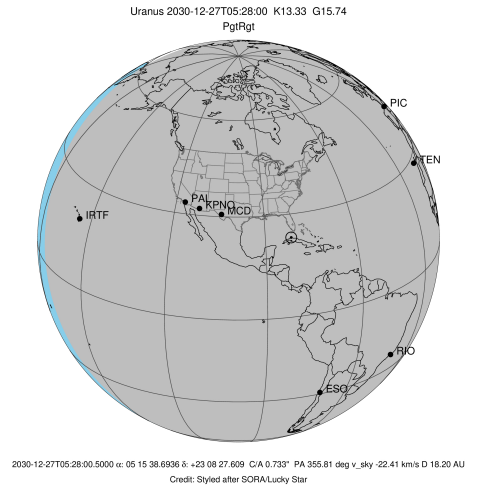 Uranus 2030-12-27T05:28:00 K13.33 G15.74
PgtRgt
PIC
TEN
PAL
KPNO
MCD
IRTF
RIO
ESO
2030-12-27T05:28:00.5000 α: 05 15 38.6936 δ: +23 08 27.609 C/A 0.733" PA 355.81 deg v_sky -22.41 km/s D 18.20 AU
Credit: Styled after SORA/Lucky Star